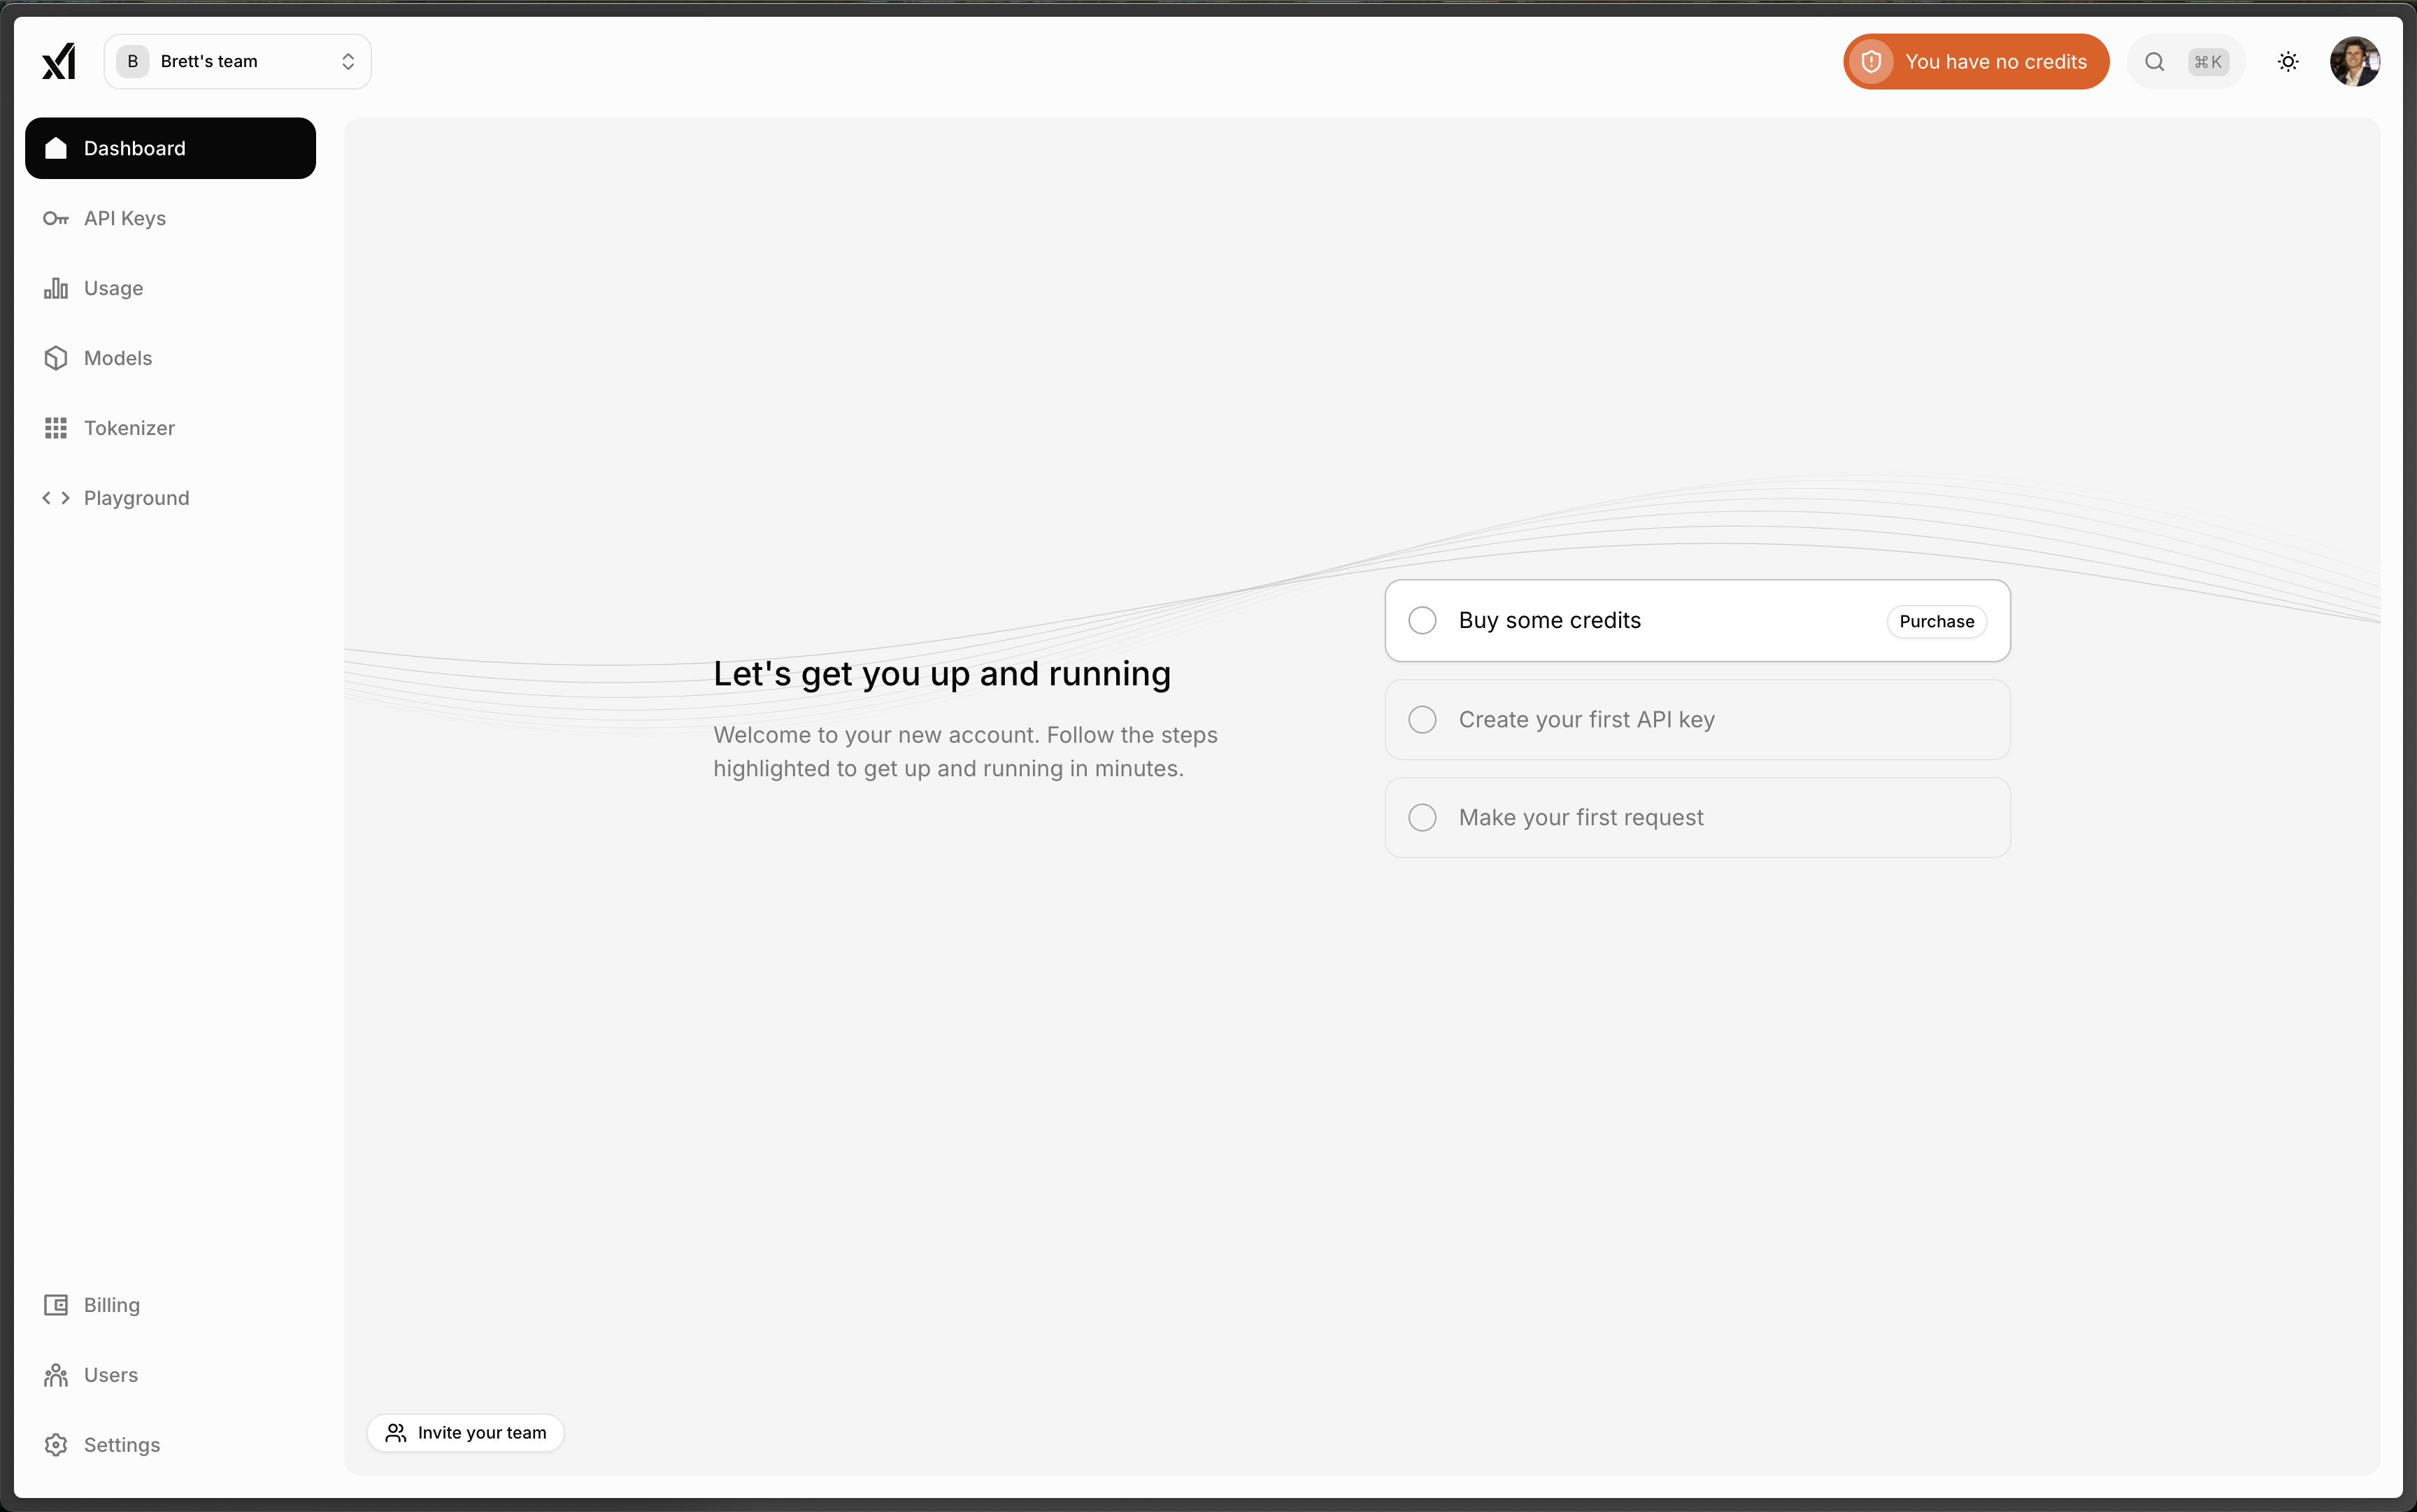 xI
B Brett's team
You have no credits
⌘K
Dashboard
API Keys
Usage
Models
Tokenizer
Playground
Let's get you up and running
Welcome to your new account. Follow the steps
highlighted to get up and running in minutes.
Buy some credits
Purchase
Create your first API key
Make your first request
Billing
Users
Settings
Invite your team